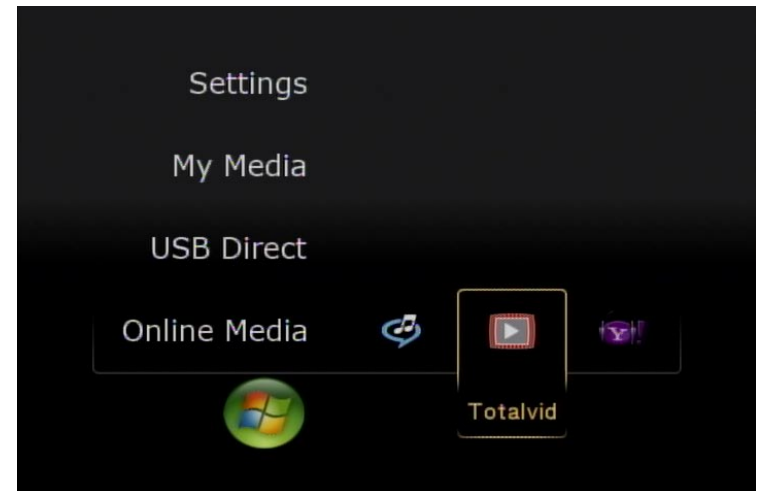 Settings
My Media
USB Direct
Online Media
Y!
Totalvid